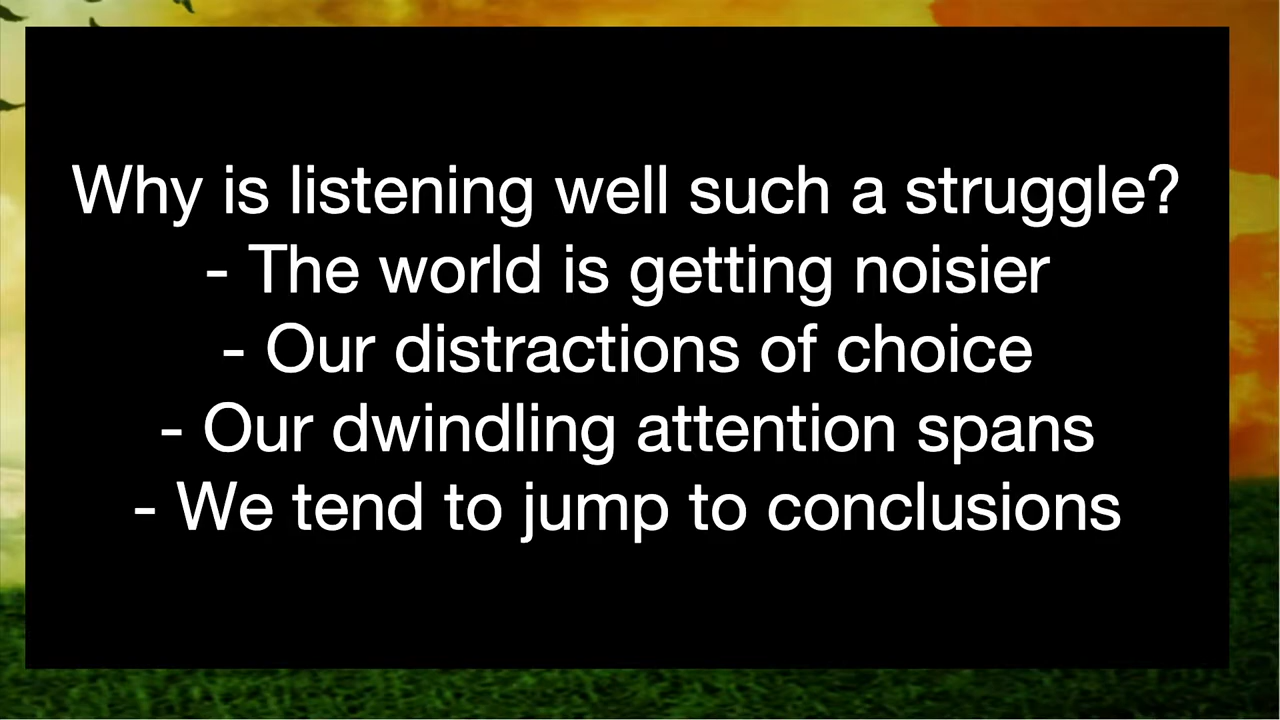 Why is listening well such a struggle?
- The world is getting noisier
- Our distractions of choice
- Our dwindling attention spans
- We tend to jump to conclusions